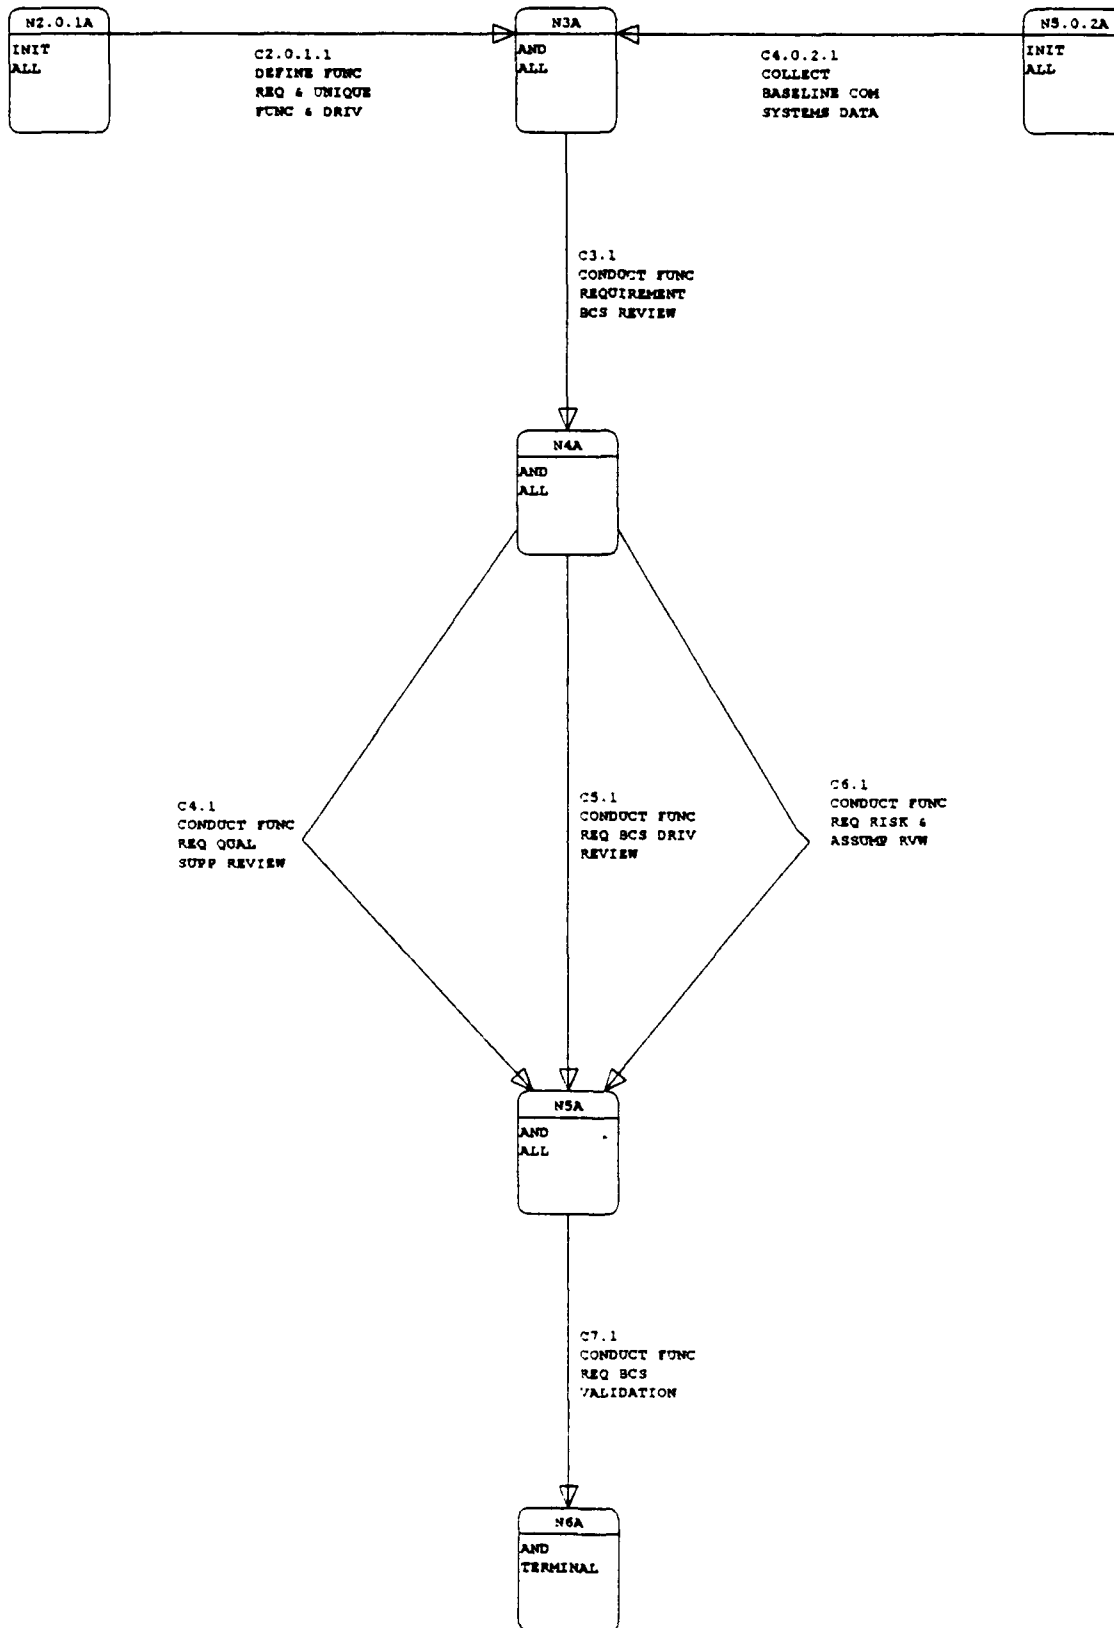 N2.0.1A
INIT
ALL
C2.0.1.1
DEFINE FUNC
REQ & UNIQUE
FUNC & DRIV
N3A
AND
ALL
C4.0.2.1
COLLECT
BASELINE COM
SYSTEMS DATA
N5.0.2A
INIT
ALL
C3.1
CONDUCT FUNC
REQUIREMENT
BCS REVIEW
N4A
AND
ALL
C4.1
CONDUCT FUNC
REQ QUAL
SUPP REVIEW
C5.1
CONDUCT FUNC
REQ BCS DRIV
REVIEW
C6.1
CONDUCT FUNC
REQ RISK &
ASSUMP RVW
N5A
AND
ALL
C7.1
CONDUCT FUNC
REQ BCS
VALIDATION
N6A
AND
TERMINAL